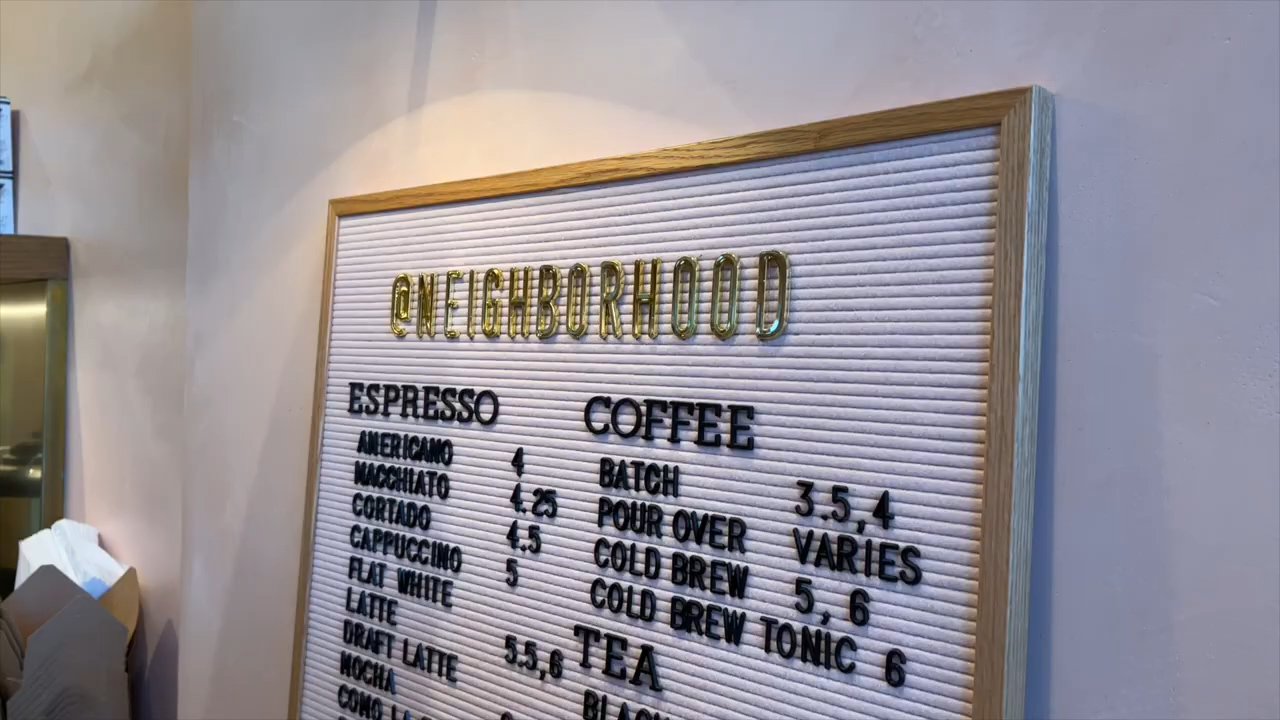 @NEIGHBORHOOD
ESPRESSO
AMERICANO 4
MACCHIATO 4.25
CORTADO 4.5
CAPPUCCINO 5
FLAT WHITE
LATTE
DRAFT LATTE 5.5,6
MOCHA
COFFEE
BATCH 3.5,4
POUR OVER VARIES
COLD BREW 5,6
COLD BREW TONIC 6
TEA